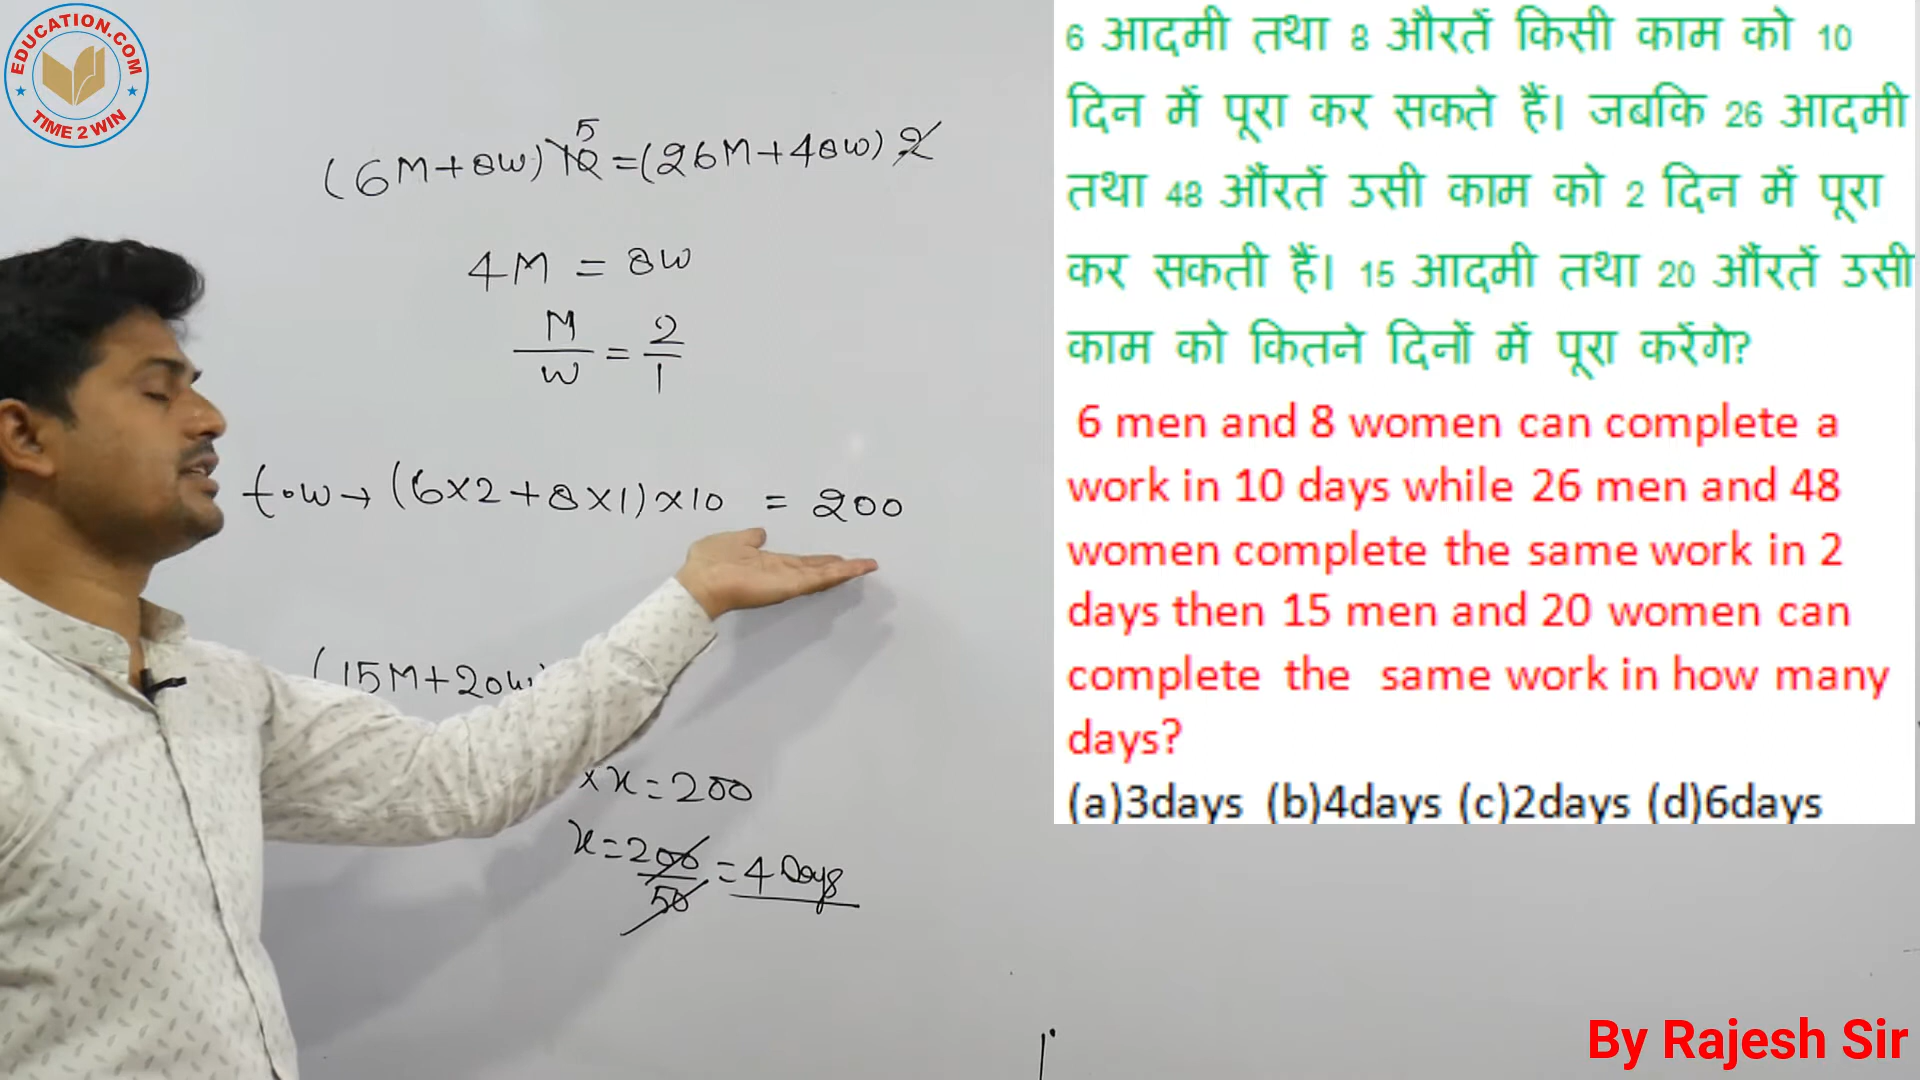 EDUCATION.COM
TIME 2 WIN
(6M+8W) 10 5 =(26M+48W) 2
4M = 8W
M/W = 2/1
t.w → (6×2+8×1)×10 = 200
(15M+20W)
×x=200
x=200/50=4 Days
6 आदमी तथा 8 औरतें किसी काम को 10
दिन में पूरा कर सकते हैं। जबकि 26 आदमी
तथा 48 औंरतें उसी काम को 2 दिन में पूरा
कर सकती हैं। 15 आदमी तथा 20 औंरतें उसी
काम को कितने दिनों में पूरा करेंगे?
6 men and 8 women can complete a
work in 10 days while 26 men and 48
women complete the same work in 2
days then 15 men and 20 women can
complete the same work in how many
days?
(a)3days (b)4days (c)2days (d)6days
By Rajesh Sir